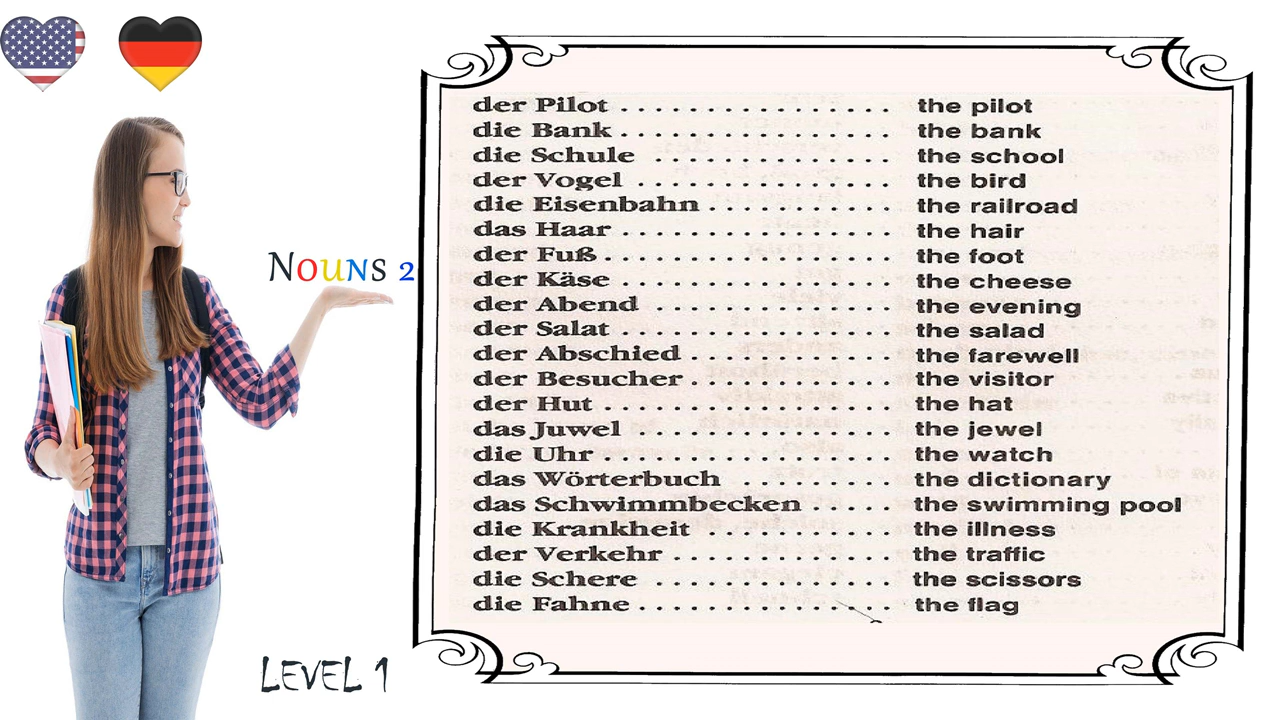 Nouns 2
LEVEL 1
der Pilot . . . . . . . . . . . . . . . . the pilot
die Bank . . . . . . . . . . . . . . . . the bank
die Schule . . . . . . . . . . . . . . the school
der Vogel . . . . . . . . . . . . . . . the bird
die Eisenbahn . . . . . . . . . . . the railroad
das Haar . . . . . . . . . . . . . . . . the hair
der Fuß . . . . . . . . . . . . . . . . . the foot
der Käse . . . . . . . . . . . . . . . . the cheese
der Abend . . . . . . . . . . . . . . . the evening
der Salat . . . . . . . . . . . . . . . . the salad
der Abschied . . . . . . . . . . . . the farewell
der Besucher . . . . . . . . . . . . the visitor
der Hut . . . . . . . . . . . . . . . . . the hat
das Juwel . . . . . . . . . . . . . . . the jewel
die Uhr . . . . . . . . . . . . . . . . . the watch
das Wörterbuch . . . . . . . . . the dictionary
das Schwimmbecken . . . . . the swimming pool
die Krankheit . . . . . . . . . . . the illness
der Verkehr . . . . . . . . . . . . . the traffic
die Schere . . . . . . . . . . . . . . the scissors
die Fahne . . . . . . . . . . . . . . . the flag